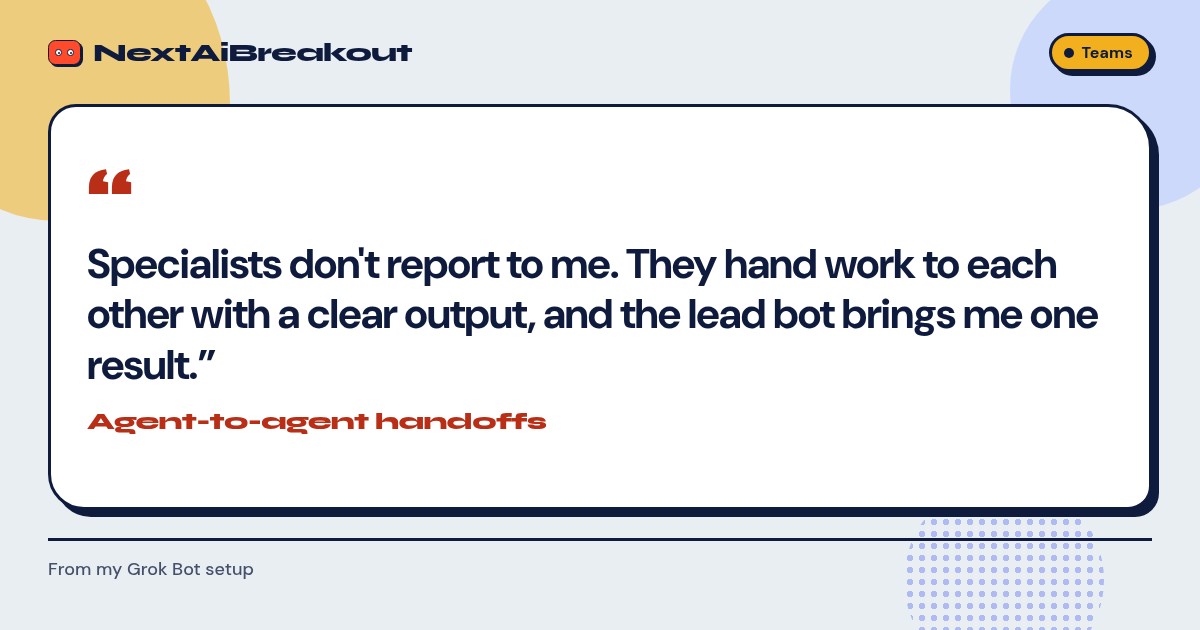 NextAiBreakout
Teams
“
Specialists don't report to me. They hand work to each
other with a clear output, and the lead bot brings me one
result.”
Agent-to-agent handoffs
From my Grok Bot setup